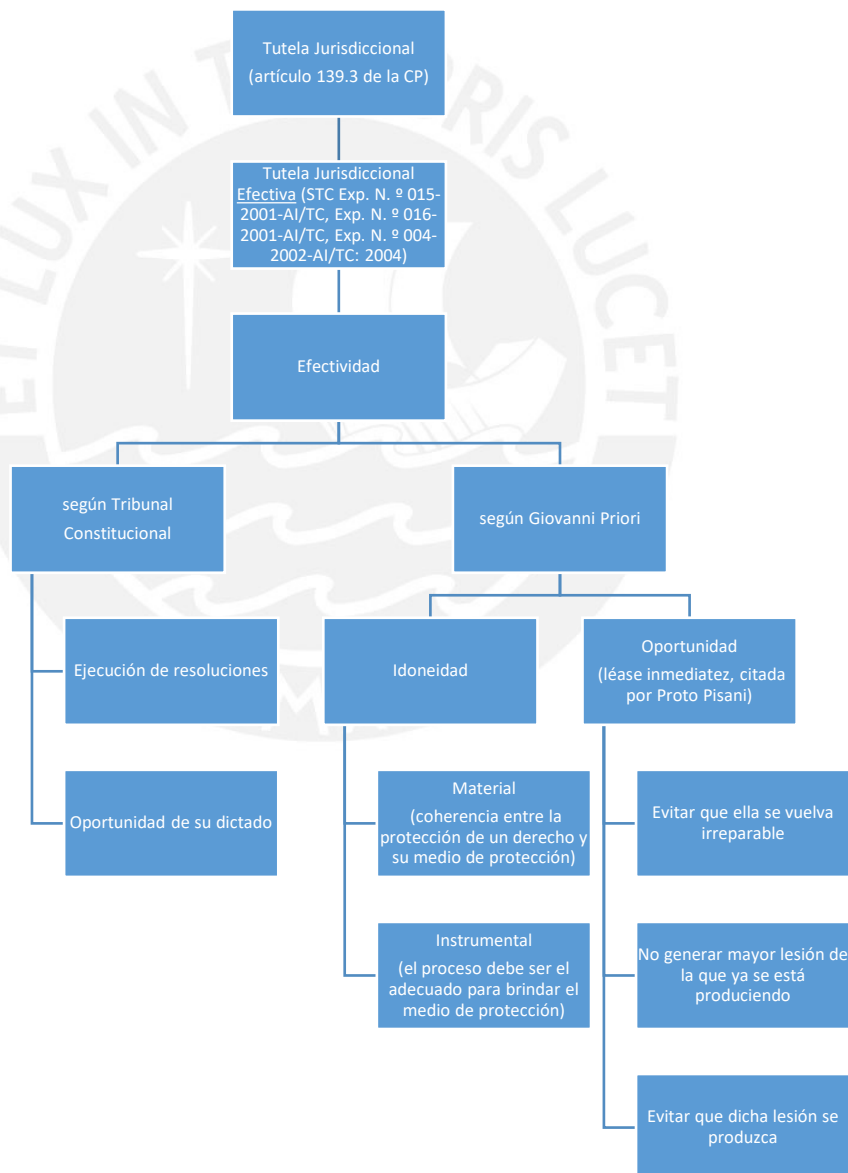 Tutela Jurisdiccional
(artículo 139.3 de la CP)
Tutela Jurisdiccional
Efectiva (STC Exp. N. º 015-
2001-AI/TC, Exp. N. º 016-
2001-AI/TC, Exp. N. º 004-
2002-AI/TC: 2004)
Efectividad
según Tribunal
Constitucional
según Giovanni Priori
Ejecución de resoluciones
Oportunidad de su dictado
Idoneidad
Material
(coherencia entre la
protección de un derecho y
su medio de protección)
Instrumental
(el proceso debe ser el
adecuado para brindar el
medio de protección)
Oportunidad
(léase inmediatez, citada
por Proto Pisani)
Evitar que ella se vuelva
irreparable
No generar mayor lesión de
la que ya se está
produciendo
Evitar que dicha lesión se
produzca